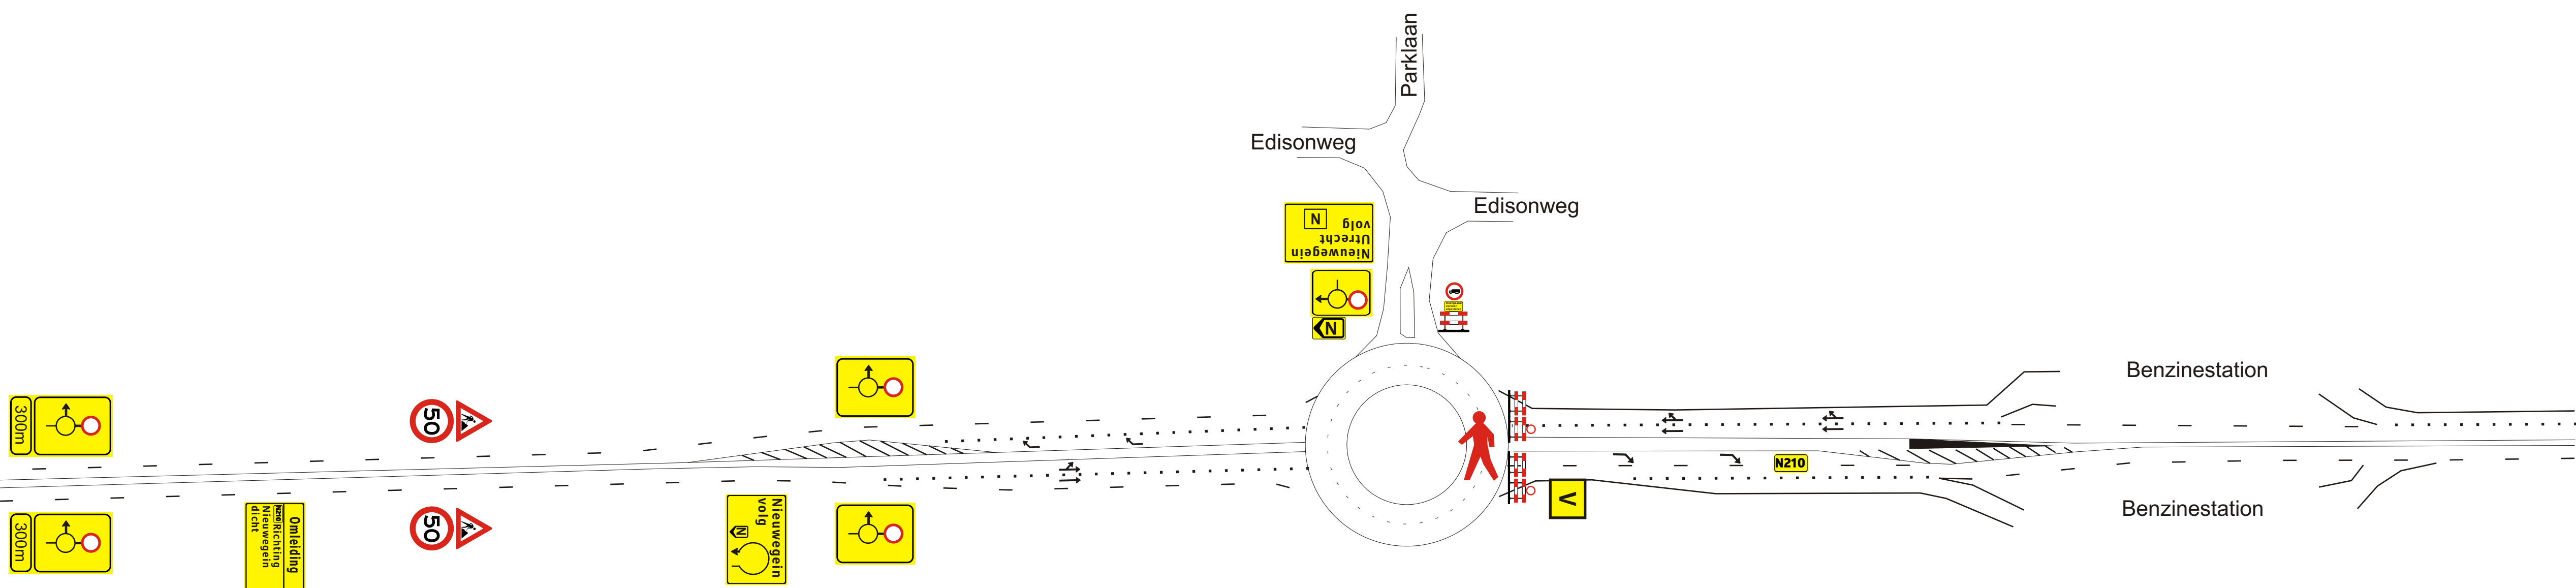 Parklaan
Edisonweg
Edisonweg
Nieuwegein
Utrecht
volg N
N
Benzinestation
N210
V
Benzinestation
300m
300m
50
50
Omleiding
N210 Richting
Nieuwegein
dicht
Nieuwegein
volg
N